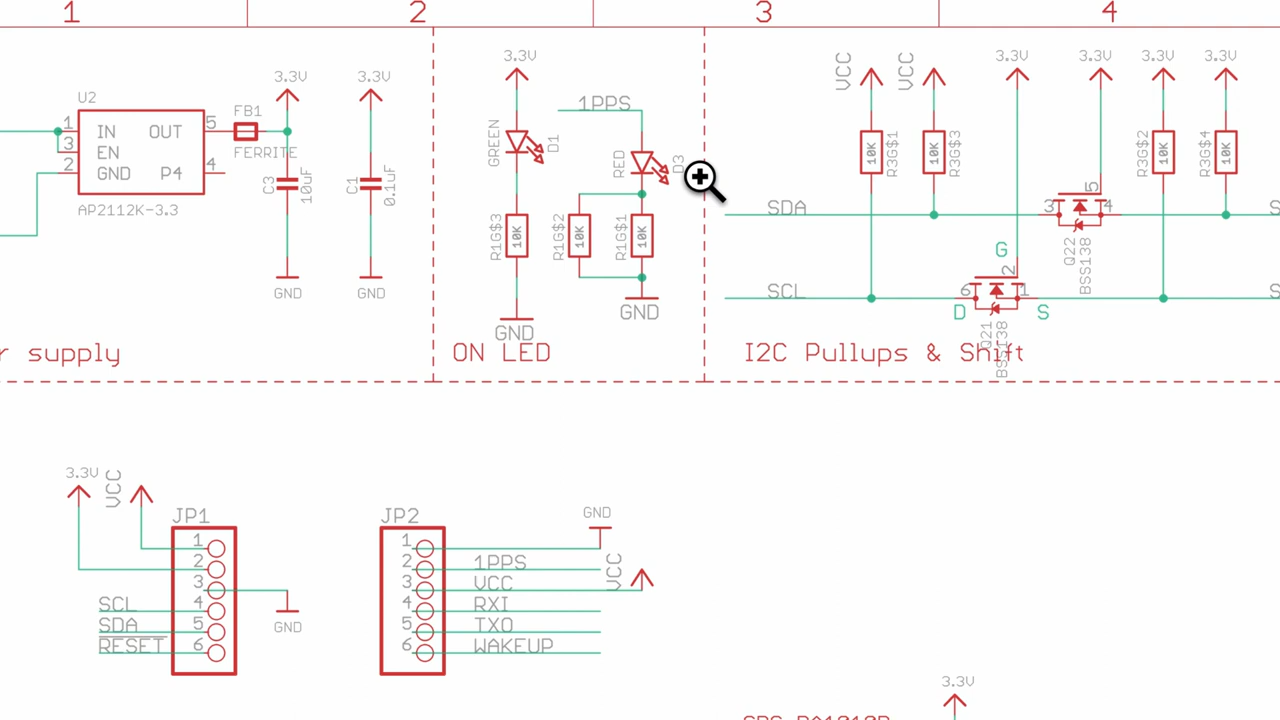 1
2
3
4
U2
1
3
2
IN
EN
GND
OUT
P4
5
4
AP2112K-3.3
FB1
FERRITE
3.3V
C3
10uF
GND
3.3V
C1
0.1uF
GND
r supply
3.3V
GREEN
D1
R1G$3
10K
GND
1PPS
RED
D3
R1G$2
10K
R1G$1
10K
GND
ON LED
VCC
VCC
3.3V
3.3V
3.3V
3.3V
10K
R3G$1
10K
R3G$3
R3G$2
10K
R3G$4
10K
SDA
3
5
4
S
Q22
BSS138
SCL
G
6
2
1
D
S
S
Q21
BSS138
I2C Pullups & Shift
3.3V
VCC
JP1
1
2
3
4
5
6
SCL
SDA
RESET
GND
JP2
1
2
3
4
5
6
GND
1PPS
VCC
RXI
TXO
WAKEUP
VCC
3.3V